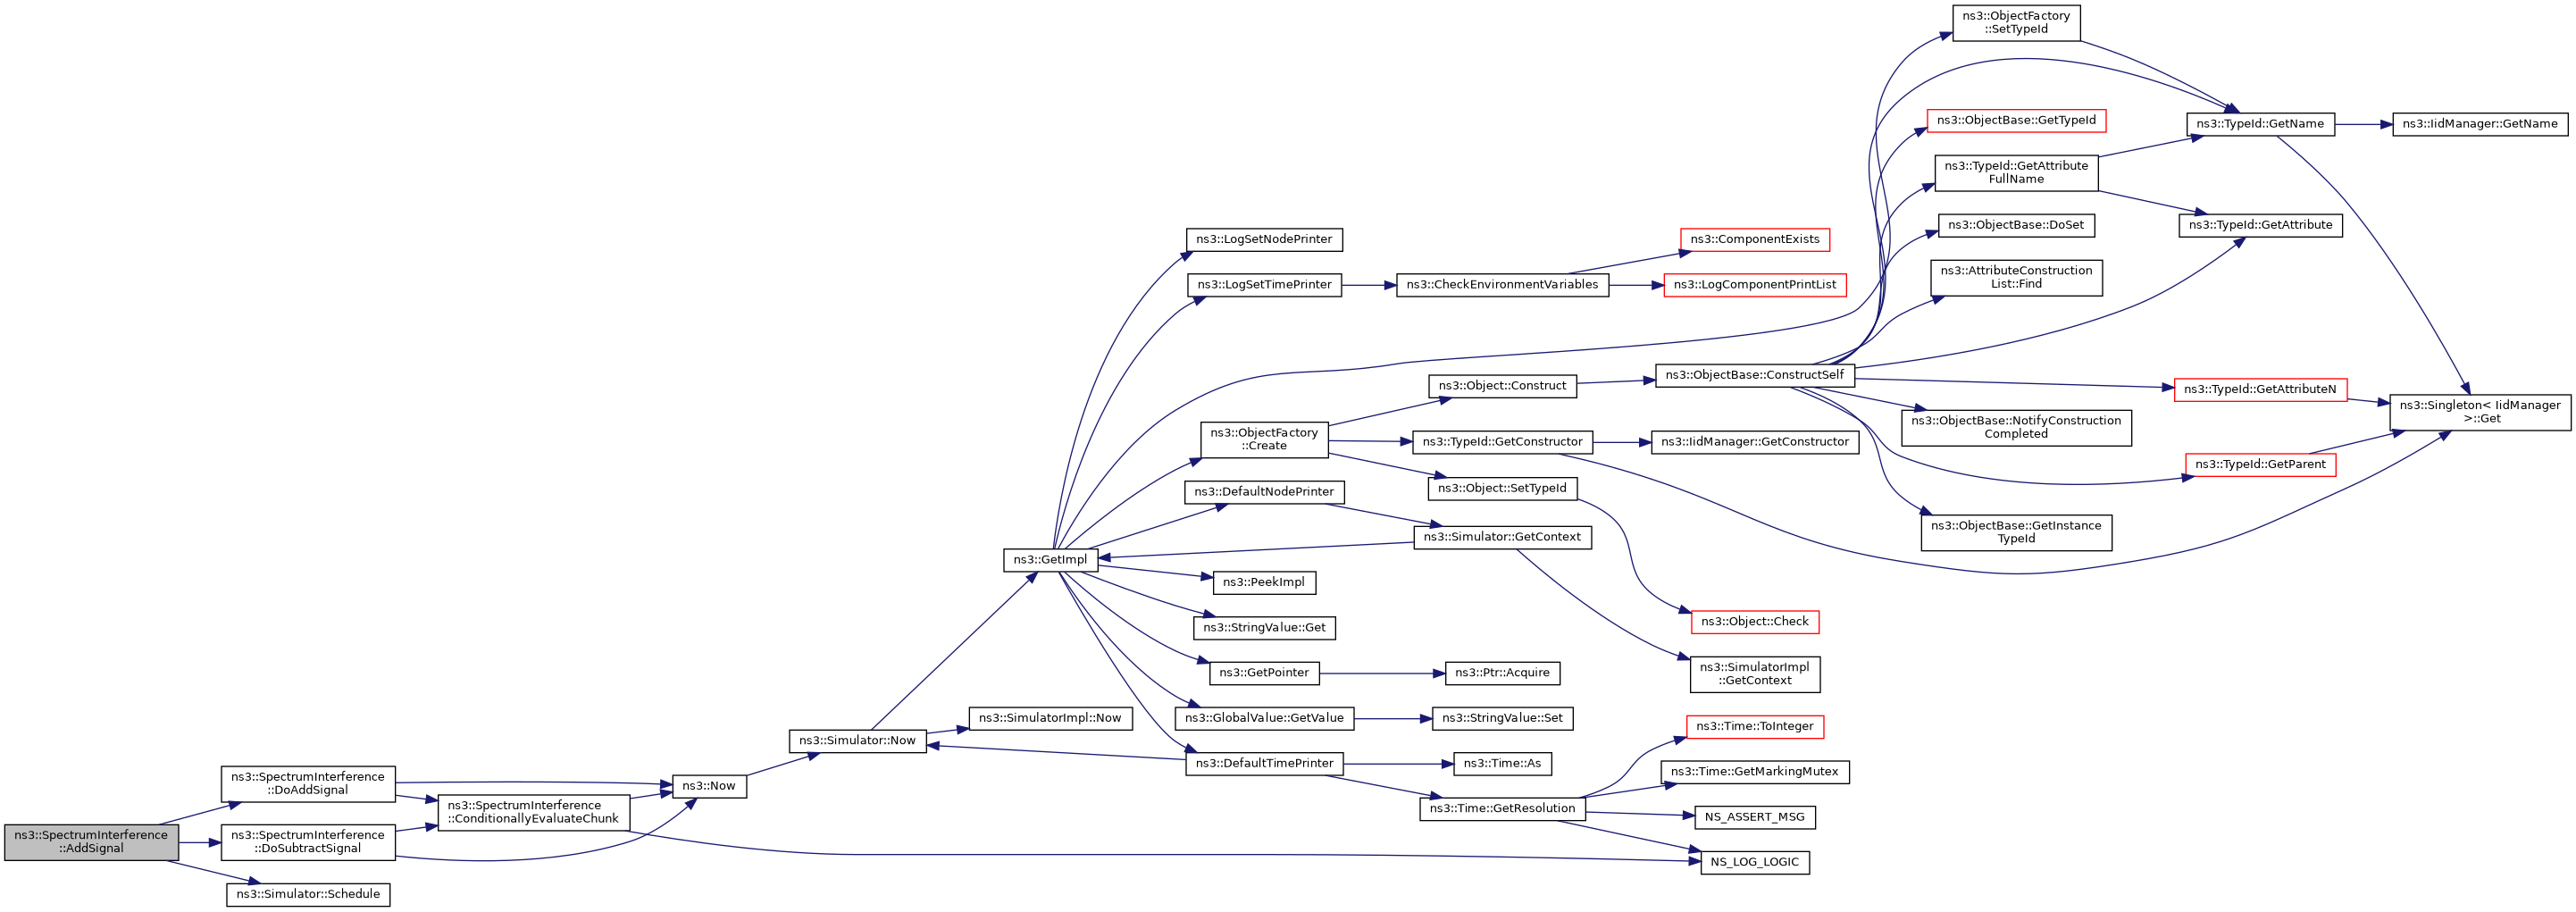 ns3::SpectrumInterference
::AddSignal
ns3::SpectrumInterference
::DoAddSignal
ns3::SpectrumInterference
::DoSubtractSignal
ns3::Simulator::Schedule
ns3::SpectrumInterference
::ConditionallyEvaluateChunk
ns3::Now
ns3::Simulator::Now
ns3::SimulatorImpl::Now
ns3::GetImpl
ns3::LogSetNodePrinter
ns3::LogSetTimePrinter
ns3::ObjectFactory
::Create
ns3::DefaultNodePrinter
ns3::PeekImpl
ns3::StringValue::Get
ns3::GetPointer
ns3::GlobalValue::GetValue
ns3::DefaultTimePrinter
ns3::CheckEnvironmentVariables
ns3::Object::Construct
ns3::TypeId::GetConstructor
ns3::Object::SetTypeId
ns3::Simulator::GetContext
ns3::Ptr::Acquire
ns3::StringValue::Set
ns3::Time::As
ns3::Time::GetResolution
ns3::ComponentExists
ns3::LogComponentPrintList
ns3::ObjectBase::ConstructSelf
ns3::IidManager::GetConstructor
ns3::Object::Check
ns3::SimulatorImpl
::GetContext
ns3::Time::ToInteger
ns3::Time::GetMarkingMutex
NS_ASSERT_MSG
NS_LOG_LOGIC
ns3::ObjectFactory
::SetTypeId
ns3::ObjectBase::GetTypeId
ns3::TypeId::GetAttribute
FullName
ns3::ObjectBase::DoSet
ns3::AttributeConstruction
List::Find
ns3::ObjectBase::NotifyConstruction
Completed
ns3::ObjectBase::GetInstance
TypeId
ns3::TypeId::GetName
ns3::TypeId::GetAttribute
ns3::TypeId::GetAttributeN
ns3::TypeId::GetParent
ns3::IidManager::GetName
ns3::Singleton< IidManager
>::Get